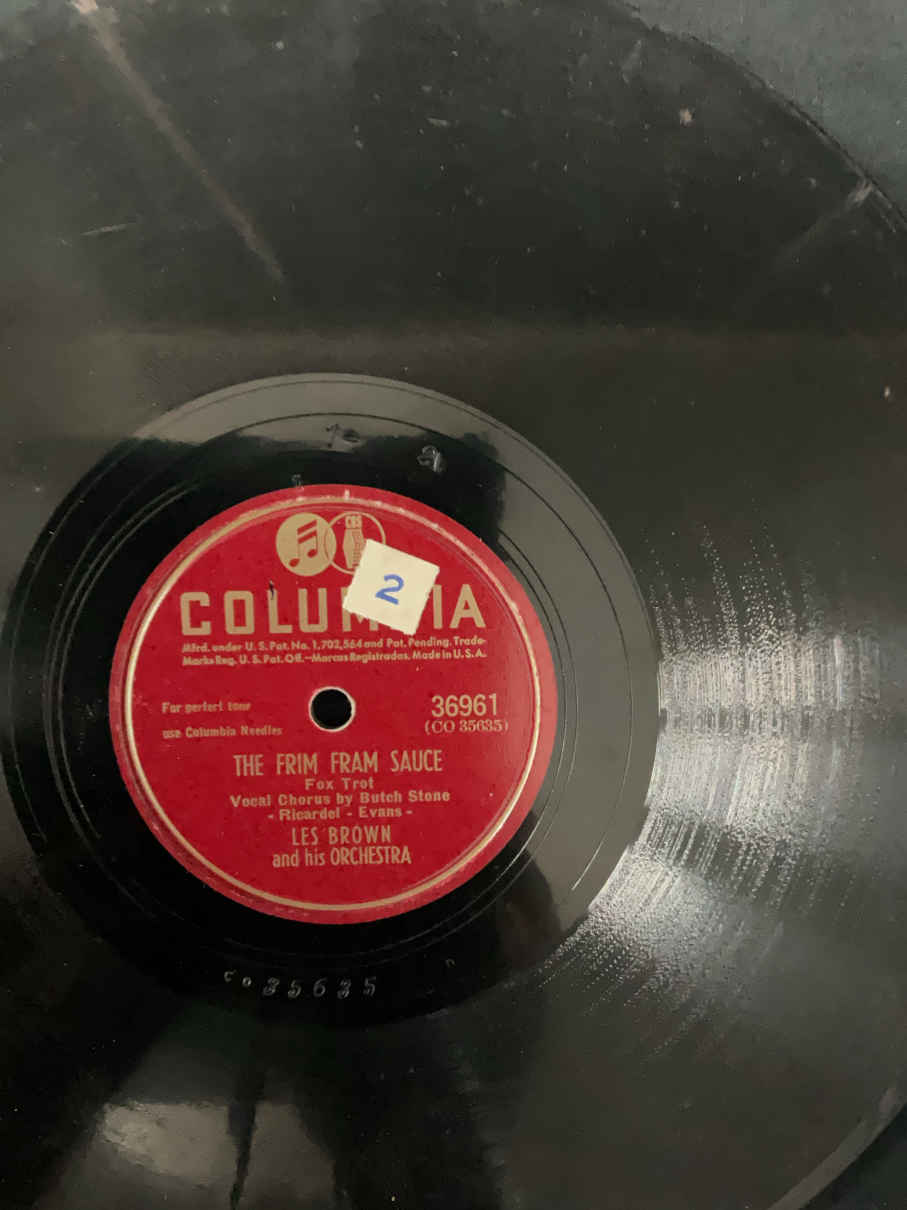 2
COLUMBIA
Mfrd. under U. S. Pat. No. 1,702,564 and Pat. Pending. Trade-
Marks Reg. U. S. Pat. Off.—Marcas Registradas. Made in U.S.A.
For perfect tone
use Columbia Needles
36961
(CO 35635)
THE FRIM FRAM SAUCE
Fox Trot
Vocal Chorus by Butch Stone
- Ricardel - Evans -
LES BROWN
and his ORCHESTRA
CO35635